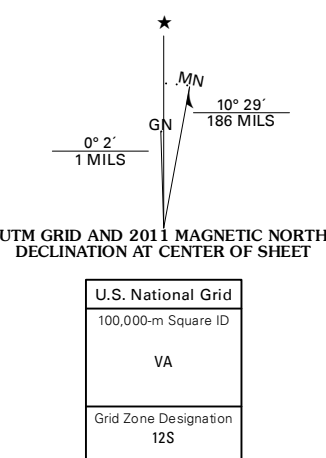 ★
MN
GN
10° 29´
186 MILS
0° 2´
1 MILS
UTM GRID AND 2011 MAGNETIC NORTH
DECLINATION AT CENTER OF SHEET
U.S. National Grid
100,000-m Square ID
VA
Grid Zone Designation
12S